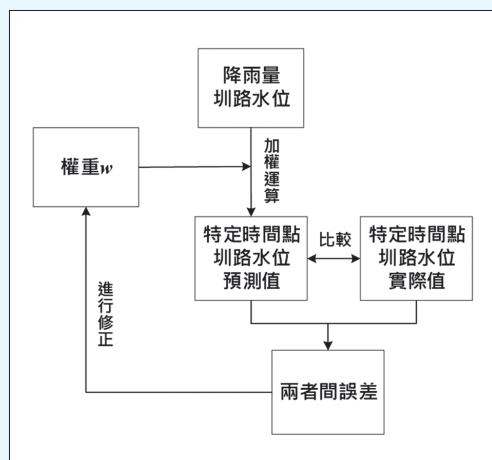 降雨量
圳路水位
權重w
加權運算
特定時間點
圳路水位
預測值
比較
特定時間點
圳路水位
實際值
進行修正
兩者間誤差